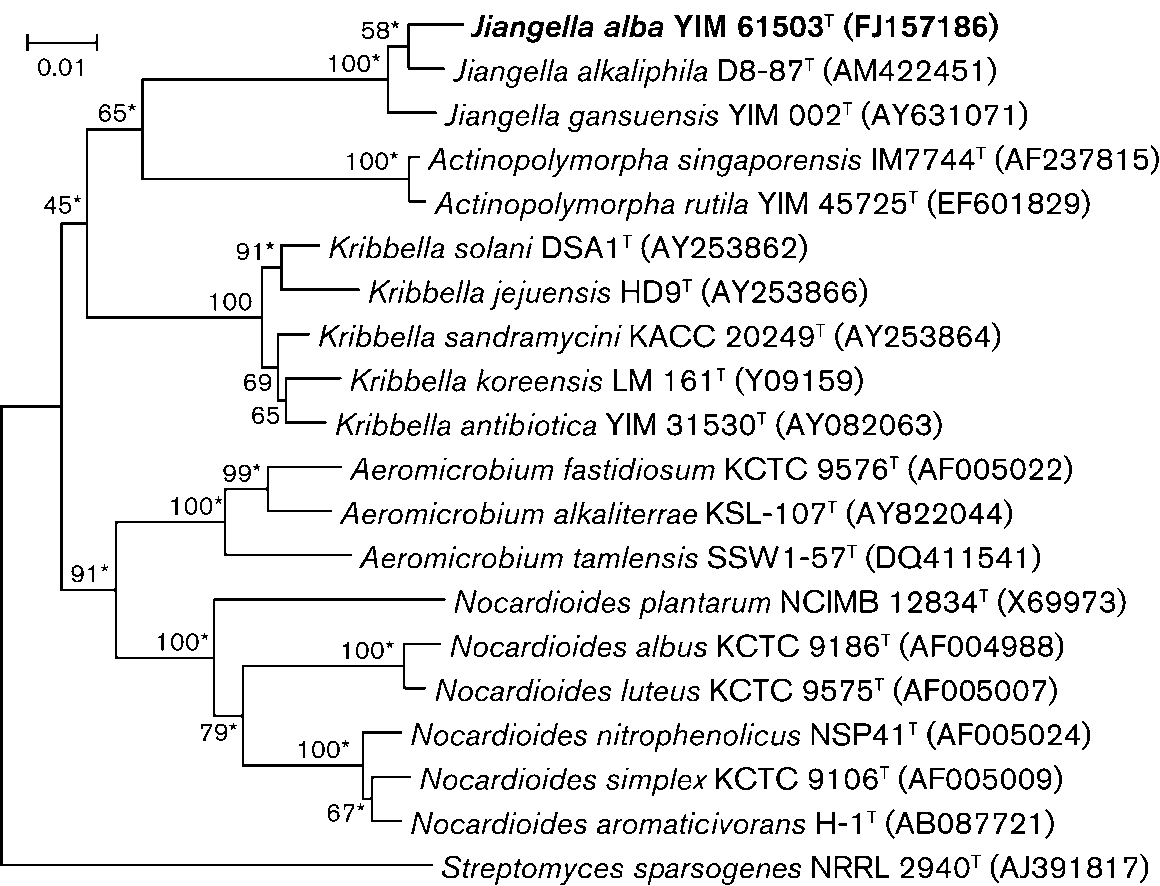 58*
Jiangella alba YIM 61503ᵀ (FJ157186)
0.01
100*
Jiangella alkaliphila D8-87ᵀ (AM422451)
65*
Jiangella gansuensis YIM 002ᵀ (AY631071)
100*
Actinopolymorpha singaporensis IM7744ᵀ (AF237815)
45*
Actinopolymorpha rutila YIM 45725ᵀ (EF601829)
91*
Kribbella solani DSA1ᵀ (AY253862)
100
Kribbella jejuensis HD9ᵀ (AY253866)
Kribbella sandramycini KACC 20249ᵀ (AY253864)
69
Kribbella koreensis LM 161ᵀ (Y09159)
65
Kribbella antibiotica YIM 31530ᵀ (AY082063)
99*
Aeromicrobium fastidiosum KCTC 9576ᵀ (AF005022)
100*
Aeromicrobium alkaliterrae KSL-107ᵀ (AY822044)
91*
Aeromicrobium tamlensis SSW1-57ᵀ (DQ411541)
Nocardioides plantarum NCIMB 12834ᵀ (X69973)
100*
100*
Nocardioides albus KCTC 9186ᵀ (AF004988)
Nocardioides luteus KCTC 9575ᵀ (AF005007)
79*
Nocardioides nitrophenolicus NSP41ᵀ (AF005024)
100*
Nocardioides simplex KCTC 9106ᵀ (AF005009)
67*
Nocardioides aromaticivorans H-1ᵀ (AB087721)
Streptomyces sparsogenes NRRL 2940ᵀ (AJ391817)